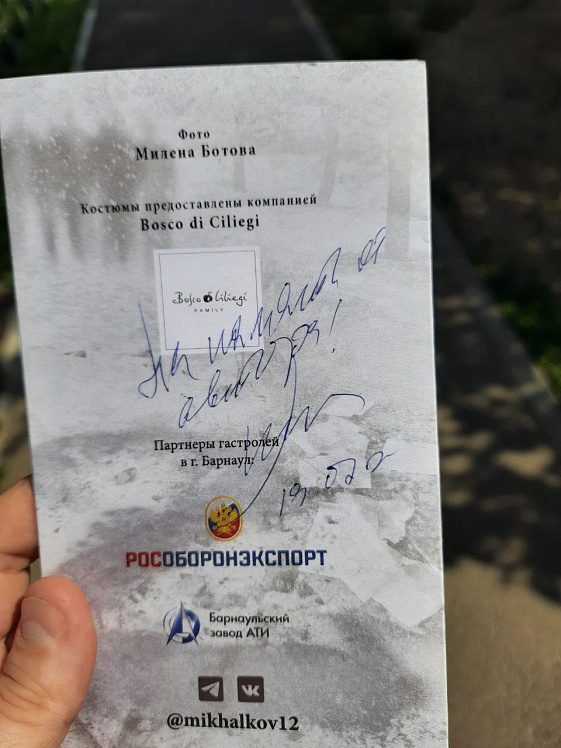 Фото
Милена Ботова
Костюмы предоставлены компанией
Bosco di Ciliegi
Bosco di Ciliegi
FAMILY
На память от
автора!
Партнеры гастролей
в г. Барнаул:
РОСОБОРОНЭКСПОРТ
Барнаульский
завод АТИ
@mikhalkov12